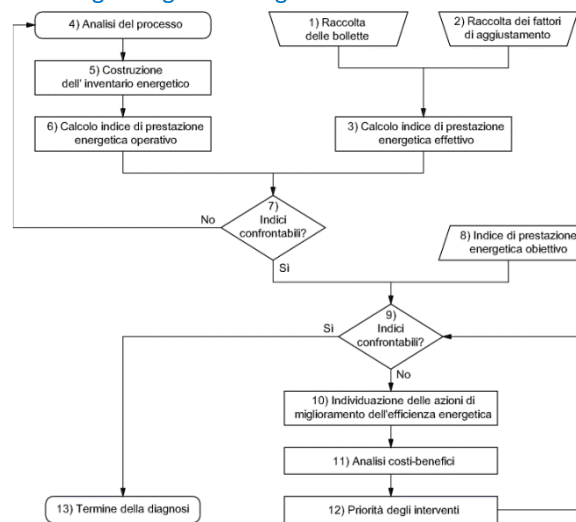 4) Analisi del processo
1) Raccolta
delle bollette
2) Raccolta dei fattori
di aggiustamento
5) Costruzione
dell' inventario energetico
6) Calcolo indice di prestazione
energetica operativo
3) Calcolo indice di prestazione
energetica effettivo
7)
Indici
confrontabili?
No
Sì
8) Indice di prestazione
energetica obiettivo
9)
Indici
confrontabili?
Sì
No
10) Individuazione delle azioni di
miglioramento dell'efficienza energetica
11) Analisi costi-benefici
12) Priorità degli interventi
13) Termine della diagnosi